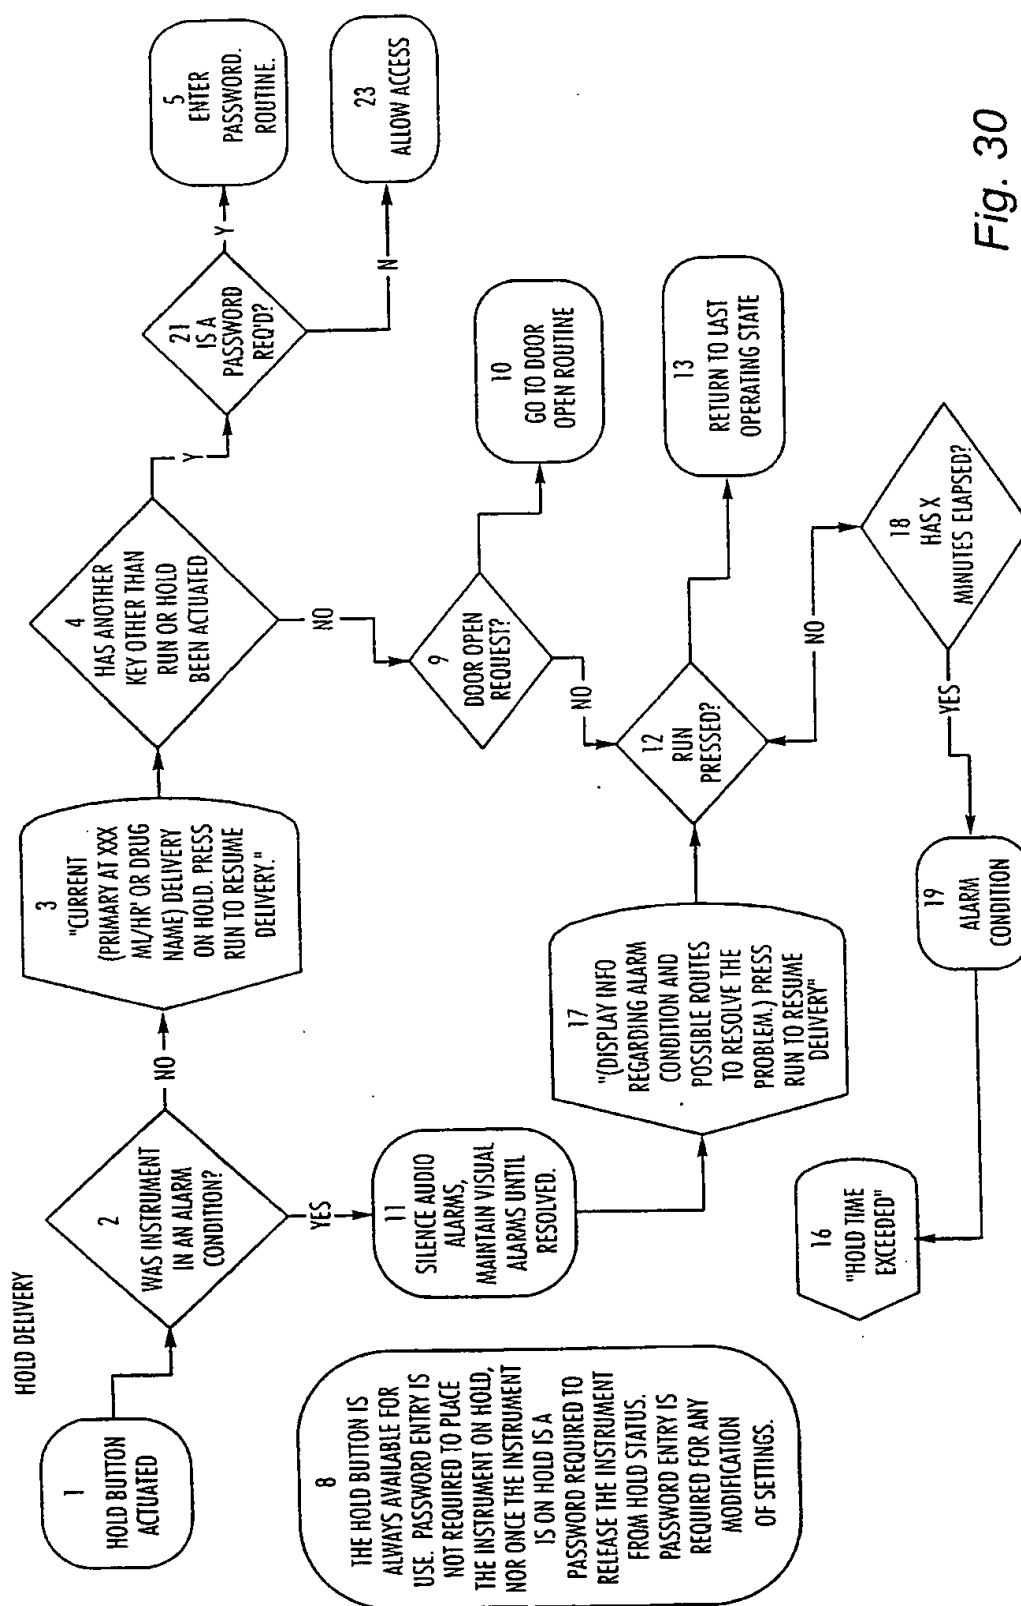 HOLD DELIVERY
1
HOLD BUTTON
ACTUATED
2
WAS INSTRUMENT
IN AN ALARM
CONDITION?
NO
YES
3
"CURRENT
(PRIMARY AT XXX
ML/HR' OR DRUG
NAME) DELIVERY
ON HOLD. PRESS
RUN TO RESUME
DELIVERY."
4
HAS ANOTHER
KEY OTHER THAN
RUN OR HOLD
BEEN ACTUATED
Y
NO
21
IS A
PASSWORD
REQ'D?
Y
N
5
ENTER
PASSWORD.
ROUTINE.
23
ALLOW ACCESS
9
DOOR OPEN
REQUEST?
NO
10
GO TO DOOR
OPEN ROUTINE
11
SILENCE AUDIO
ALARMS,
MAINTAIN VISUAL
ALARMS UNTIL
RESOLVED.
17
"(DISPLAY INFO
REGARDING ALARM
CONDITION AND
POSSIBLE ROUTES
TO RESOLVE THE
PROBLEM.) PRESS
RUN TO RESUME
DELIVERY"
12
RUN
PRESSED?
NO
13
RETURN TO LAST
OPERATING STATE
18
HAS X
MINUTES ELAPSED?
YES
19
ALARM
CONDITION
16
"HOLD TIME
EXCEEDED"
8
THE HOLD BUTTON IS
ALWAYS AVAILABLE FOR
USE. PASSWORD ENTRY IS
NOT REQUIRED TO PLACE
THE INSTRUMENT ON HOLD,
NOR ONCE THE INSTRUMENT
IS ON HOLD IS A
PASSWORD REQUIRED TO
RELEASE THE INSTRUMENT
FROM HOLD STATUS.
PASSWORD ENTRY IS
REQUIRED FOR ANY
MODIFICATION
OF SETTINGS.
Fig. 30